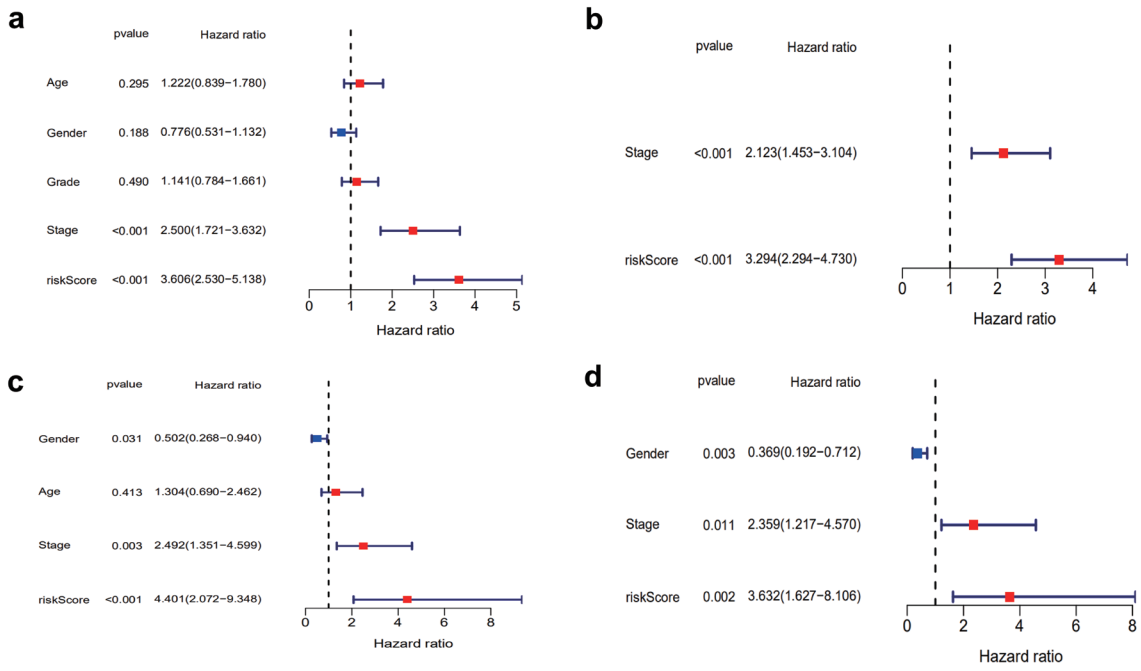 a
pvalue Hazard ratio
Age 0.295 1.222(0.839−1.780)
Gender 0.188 0.776(0.531−1.132)
Grade 0.490 1.141(0.784−1.661)
Stage <0.001 2.500(1.721−3.632)
riskScore <0.001 3.606(2.530−5.138)
0 1 2 3 4 5
Hazard ratio
b
pvalue Hazard ratio
Stage <0.001 2.123(1.453−3.104)
riskScore <0.001 3.294(2.294−4.730)
0 1 2 3 4
Hazard ratio
c
pvalue Hazard ratio
Gender 0.031 0.502(0.268−0.940)
Age 0.413 1.304(0.690−2.462)
Stage 0.003 2.492(1.351−4.599)
riskScore <0.001 4.401(2.072−9.348)
0 2 4 6 8
Hazard ratio
d
pvalue Hazard ratio
Gender 0.003 0.369(0.192−0.712)
Stage 0.011 2.359(1.217−4.570)
riskScore 0.002 3.632(1.627−8.106)
0 2 4 6 8
Hazard ratio